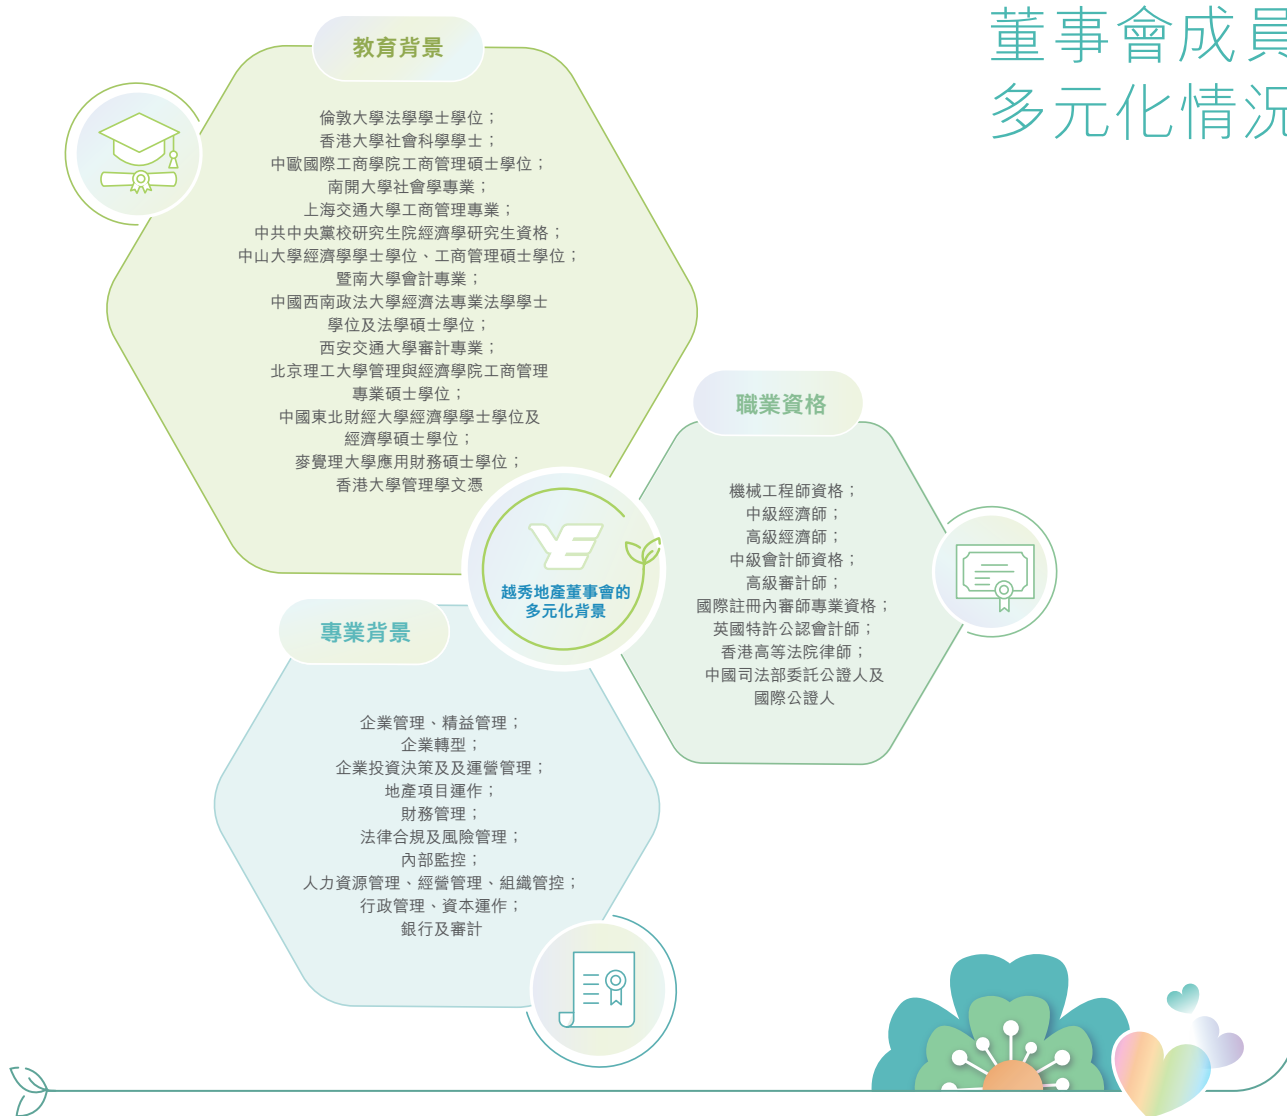 董事會成員
多元化情況
教育背景
倫敦大學法學學士學位；
香港大學社會科學學士；
中歐國際工商學院工商管理碩士學位；
南開大學社會學專業；
上海交通大學工商管理專業；
中共中央黨校研究生院經濟學研究生資格；
中山大學經濟學學士學位、工商管理碩士學位；
暨南大學會計專業；
中國西南政法大學經濟法專業法學學士
學位及法學碩士學位；
西安交通大學審計專業；
北京理工大學管理與經濟學院工商管理
專業碩士學位；
中國東北財經大學經濟學學士學位及
經濟學碩士學位；
麥覺理大學應用財務碩士學位；
香港大學管理學文憑
職業資格
機械工程師資格；
中級經濟師；
高級經濟師；
中級會計師資格；
高級審計師；
國際註冊內審師專業資格；
英國特許公認會計師；
香港高等法院律師；
中國司法部委託公證人及
國際公證人
越秀地產董事會的
多元化背景
專業背景
企業管理、精益管理；
企業轉型；
企業投資決策及及運營管理；
地產項目運作；
財務管理；
法律合規及風險管理；
內部監控；
人力資源管理、經營管理、組織管控；
行政管理、資本運作；
銀行及審計